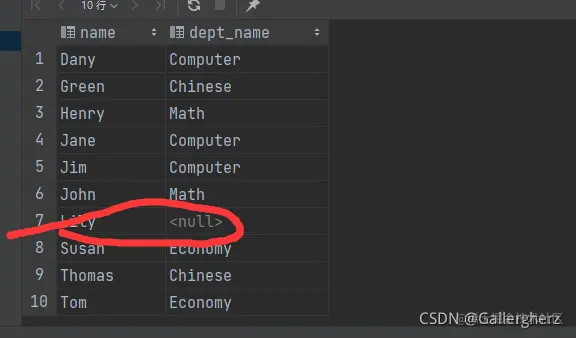 10 行
name dept_name
1 Dany Computer
2 Green Chinese
3 Henry Math
4 Jane Computer
5 Jim Computer
6 John Math
7 Lily <null>
8 Susan Economy
9 Thomas Chinese
10 Tom Economy
CSDN @Gallergherz